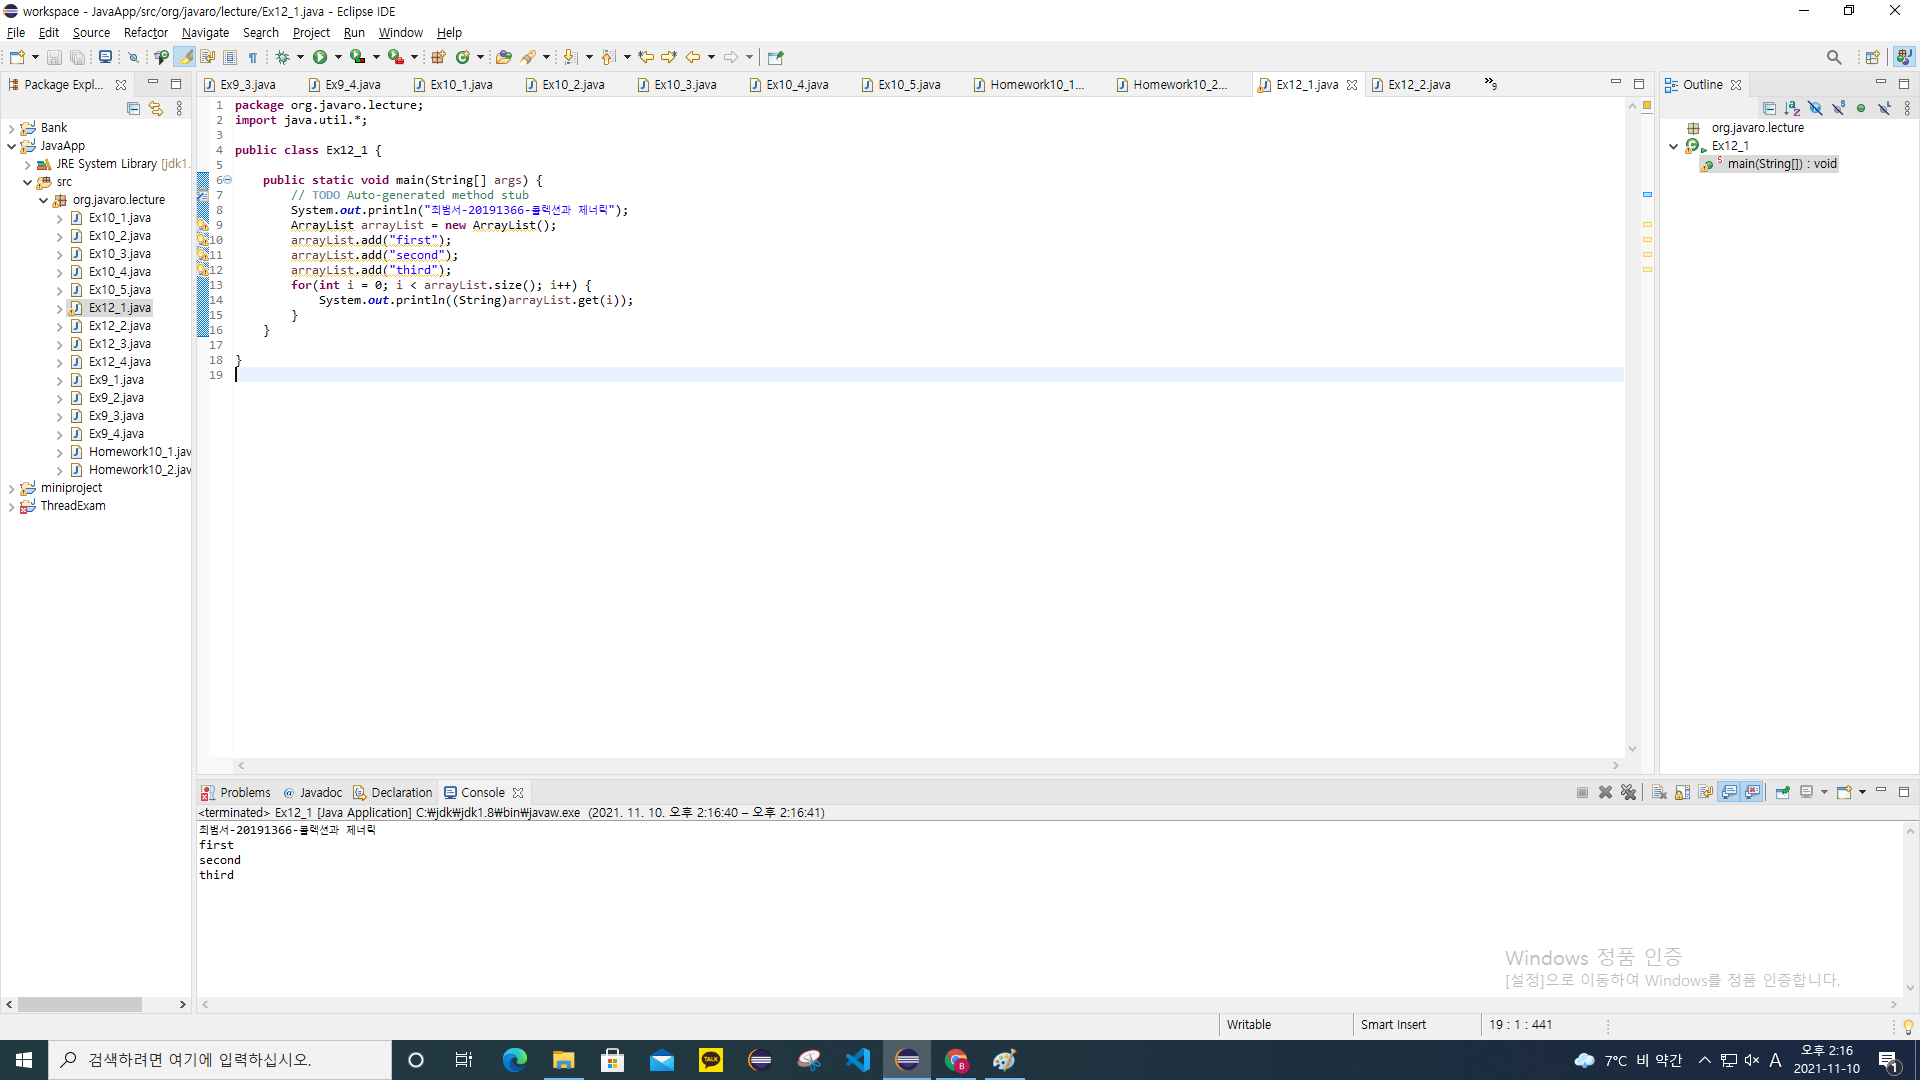 workspace - JavaApp/src/org/javaro/lecture/Ex12_1.java - Eclipse IDE
File Edit Source Refactor Navigate Search Project Run Window Help
Package Expl...
Ex9_3.java Ex9_4.java Ex10_1.java Ex10_2.java Ex10_3.java Ex10_4.java Ex10_5.java Homework10_1... Homework10_2... Ex12_1.java Ex12_2.java »9
Outline
Bank
JavaApp
JRE System Library [jdk1.
src
org.javaro.lecture
Ex10_1.java
Ex10_2.java
Ex10_3.java
Ex10_4.java
Ex10_5.java
Ex12_1.java
Ex12_2.java
Ex12_3.java
Ex12_4.java
Ex9_1.java
Ex9_2.java
Ex9_3.java
Ex9_4.java
Homework10_1.jav
Homework10_2.jav
miniproject
ThreadExam
1 package org.javaro.lecture;
2 import java.util.*;
3
4 public class Ex12_1 {
5
6 public static void main(String[] args) {
7 // TODO Auto-generated method stub
8 System.out.println("최범서-20191366-콜렉션과 제너릭");
9 ArrayList arrayList = new ArrayList();
10 arrayList.add("first");
11 arrayList.add("second");
12 arrayList.add("third");
13 for(int i = 0; i < arrayList.size(); i++) {
14 System.out.println((String)arrayList.get(i));
15 }
16 }
17
18 }
19
org.javaro.lecture
Ex12_1
main(String[]) : void
Problems @ Javadoc Declaration Console
<terminated> Ex12_1 [Java Application] C:₩jdk₩jdk1.8₩bin₩javaw.exe (2021. 11. 10. 오후 2:16:40 – 오후 2:16:41)
최범서-20191366-콜렉션과 제너릭
first
second
third
Windows 정품 인증
[설정]으로 이동하여 Windows를 정품 인증합니다.
Writable Smart Insert 19 : 1 : 441
검색하려면 여기에 입력하십시오.
TALK
B
7°C 비 약간
A
오후 2:16
2021-11-10
1